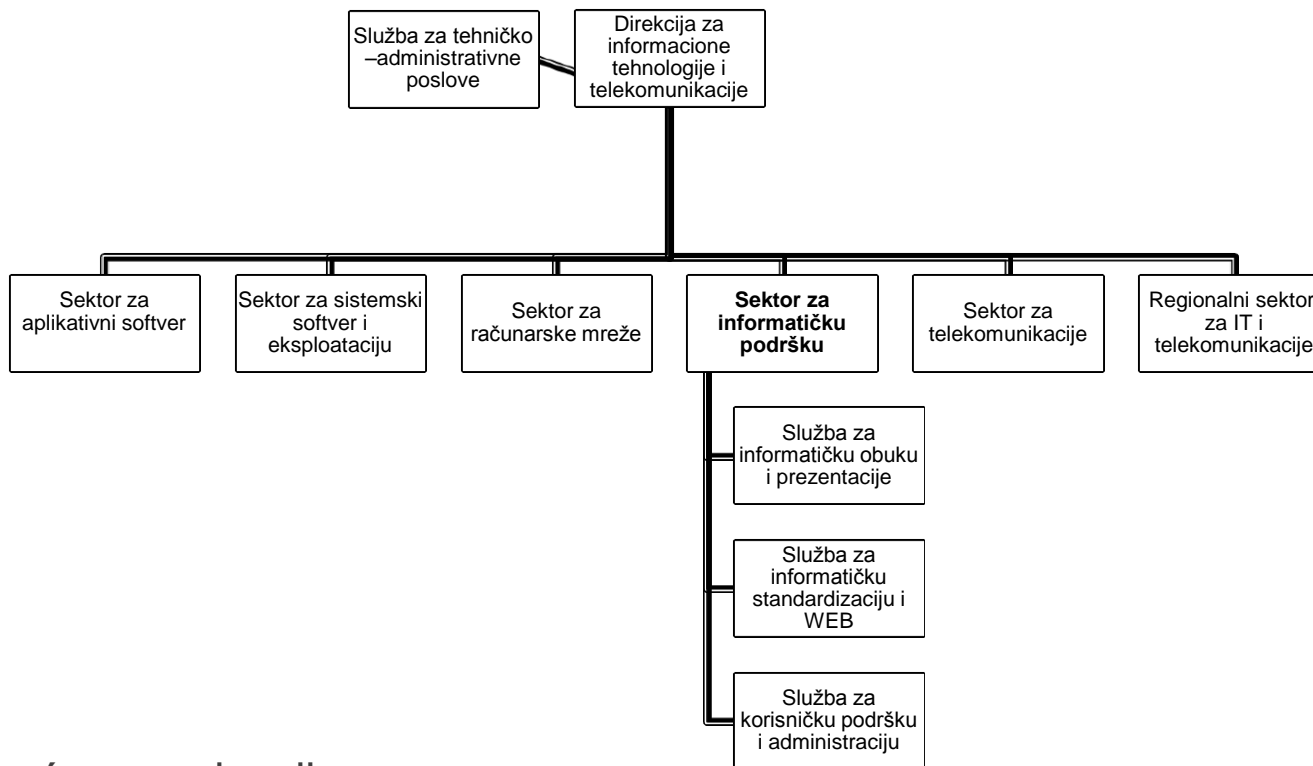 Služba za tehničko
–administrativne
poslove
Direkcija za
informacione
tehnologije i
telekomunikacije
Sektor za
aplikativni softver
Sektor za sistemski
softver i
eksploataciju
Sektor za
računarske mreže
Sektor za
informatičku
podršku
Sektor za
telekomunikacije
Regionalni sektor
za IT i
telekomunikacije
Služba za
informatičku obuku
i prezentacije
Služba za
informatičku
standardizaciju i
WEB
Služba za
korisničku podršku
i administraciju